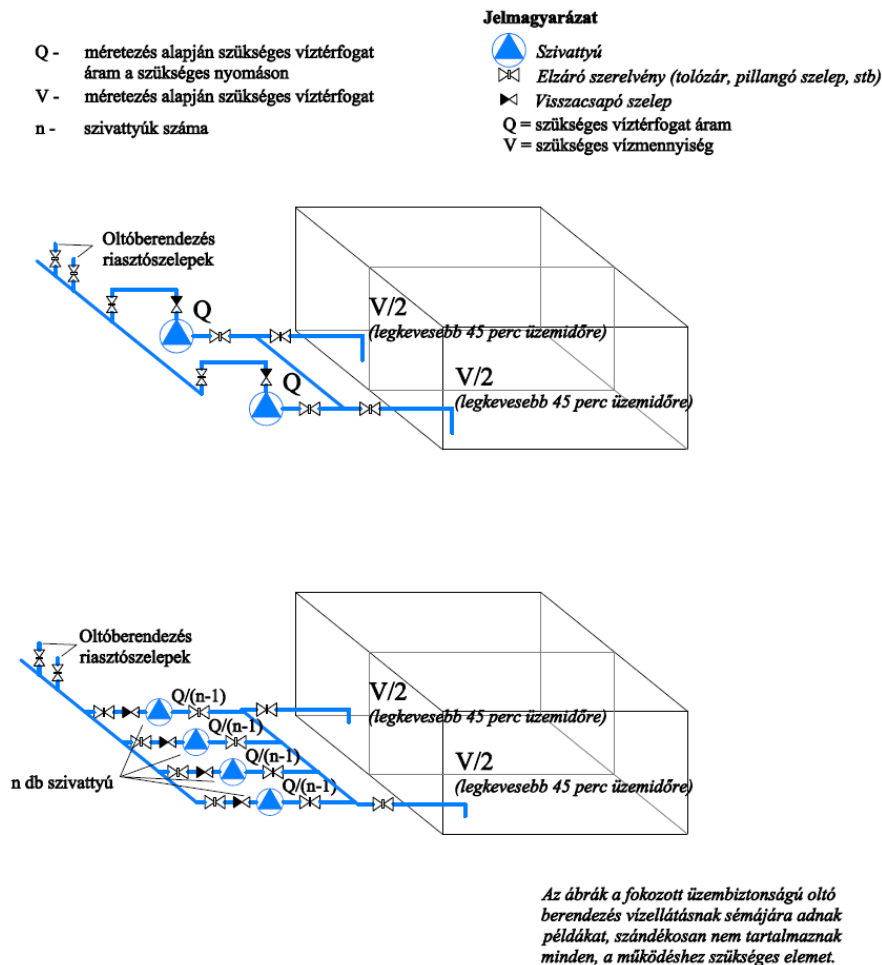 Q - méretezés alapján szükséges víztérfogat
áram a szükséges nyomáson
V - méretezés alapján szükséges víztérfogat
n - szivattyúk száma
Jelmagyarázat
Szivattyú
Elzáró szerelvény (tolózár, pillangó szelep, stb)
Visszacsapó szelep
Q = szükséges víztérfogat áram
V = szükséges vízmennyiség
Oltóberendezés
riasztószelepek
Q
V/2
(legkevesebb 45 perc üzemidőre)
Q
V/2
(legkevesebb 45 perc üzemidőre)
Oltóberendezés
riasztószelepek
Q/(n-1)
V/2
(legkevesebb 45 perc üzemidőre)
Q/(n-1)
Q/(n-1)
V/2
(legkevesebb 45 perc üzemidőre)
Q/(n-1)
n db szivattyú
Az ábrák a fokozott üzembiztonságú oltó
berendezés vízellátásnak sémájára adnak
példákat, szándékosan nem tartalmaznak
minden, a működéshez szükséges elemet.